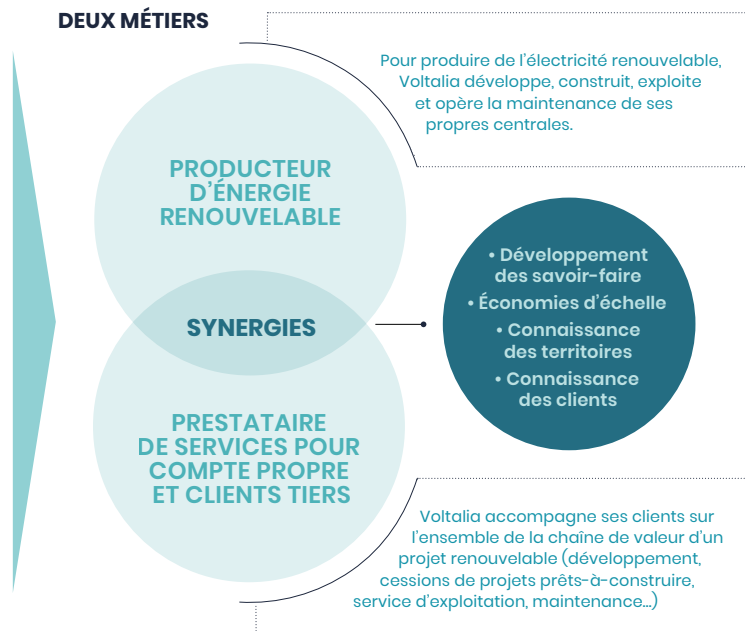 DEUX MÉTIERS
Pour produire de l'électricité renouvelable,
Voltalia développe, construit, exploite
et opère la maintenance de ses
propres centrales.
PRODUCTEUR
D'ÉNERGIE
RENOUVELABLE
SYNERGIES
• Développement
des savoir-faire
• Économies d'échelle
• Connaissance
des territoires
• Connaissance
des clients
PRESTATAIRE
DE SERVICES POUR
COMPTE PROPRE
ET CLIENTS TIERS
Voltalia accompagne ses clients sur
l'ensemble de la chaîne de valeur d'un
projet renouvelable (développement,
cessions de projets prêts-à-construire,
service d'exploitation, maintenance...)